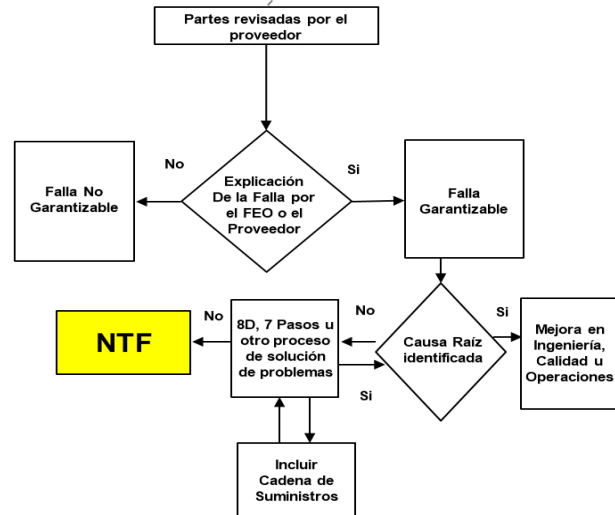 Partes revisadas por el
proveedor
No
Si
Explicación
De la Falla por
el FEO o el
Proveedor
Falla No
Garantizable
Falla
Garantizable
NTF
No
8D, 7 Pasos u
otro proceso
de solución
de problemas
No
Si
Causa Raíz
identificada
Si
Mejora en
Ingeniería,
Calidad u
Operaciones
Incluir
Cadena de
Suministros